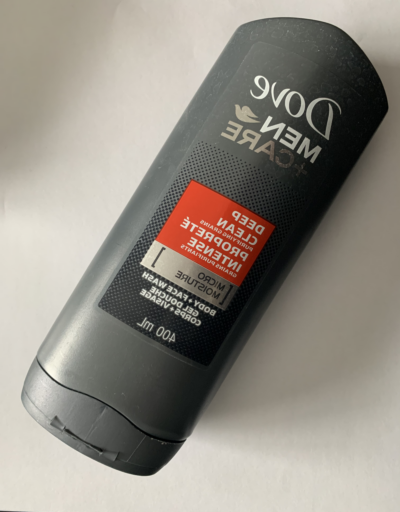 Dove
MEN
+CARE
DEEP
CLEAN
PURIFYING GRAINS
PROPRETÉ
INTENSE
GRAINS PURIFIANTS
MICRO
MOISTURE
BODY + FACE WASH
GEL DOUCHE
CORPS + VISAGE
400 mL